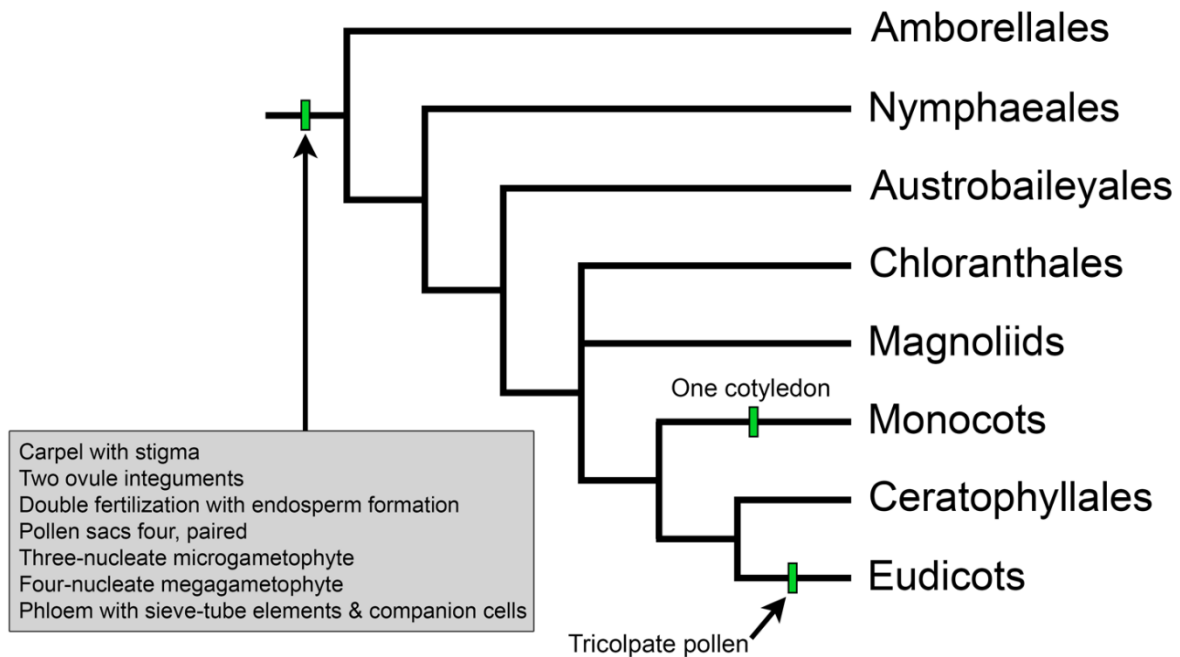 Amborellales
Nymphaeales
Austrobaileyales
Chloranthales
Magnoliids
One cotyledon
Monocots
Carpel with stigma
Two ovule integuments
Double fertilization with endosperm formation
Pollen sacs four, paired
Three-nucleate microgametophyte
Four-nucleate megagametophyte
Phloem with sieve-tube elements & companion cells
Ceratophyllales
Eudicots
Tricolpate pollen